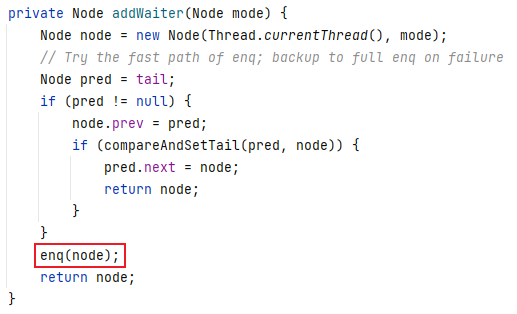 private Node addWaiter(Node mode) {
    Node node = new Node(Thread.currentThread(), mode);
    // Try the fast path of enq; backup to full enq on failure
    Node pred = tail;
    if (pred != null) {
        node.prev = pred;
        if (compareAndSetTail(pred, node)) {
            pred.next = node;
            return node;
        }
    }
    enq(node);
    return node;
}